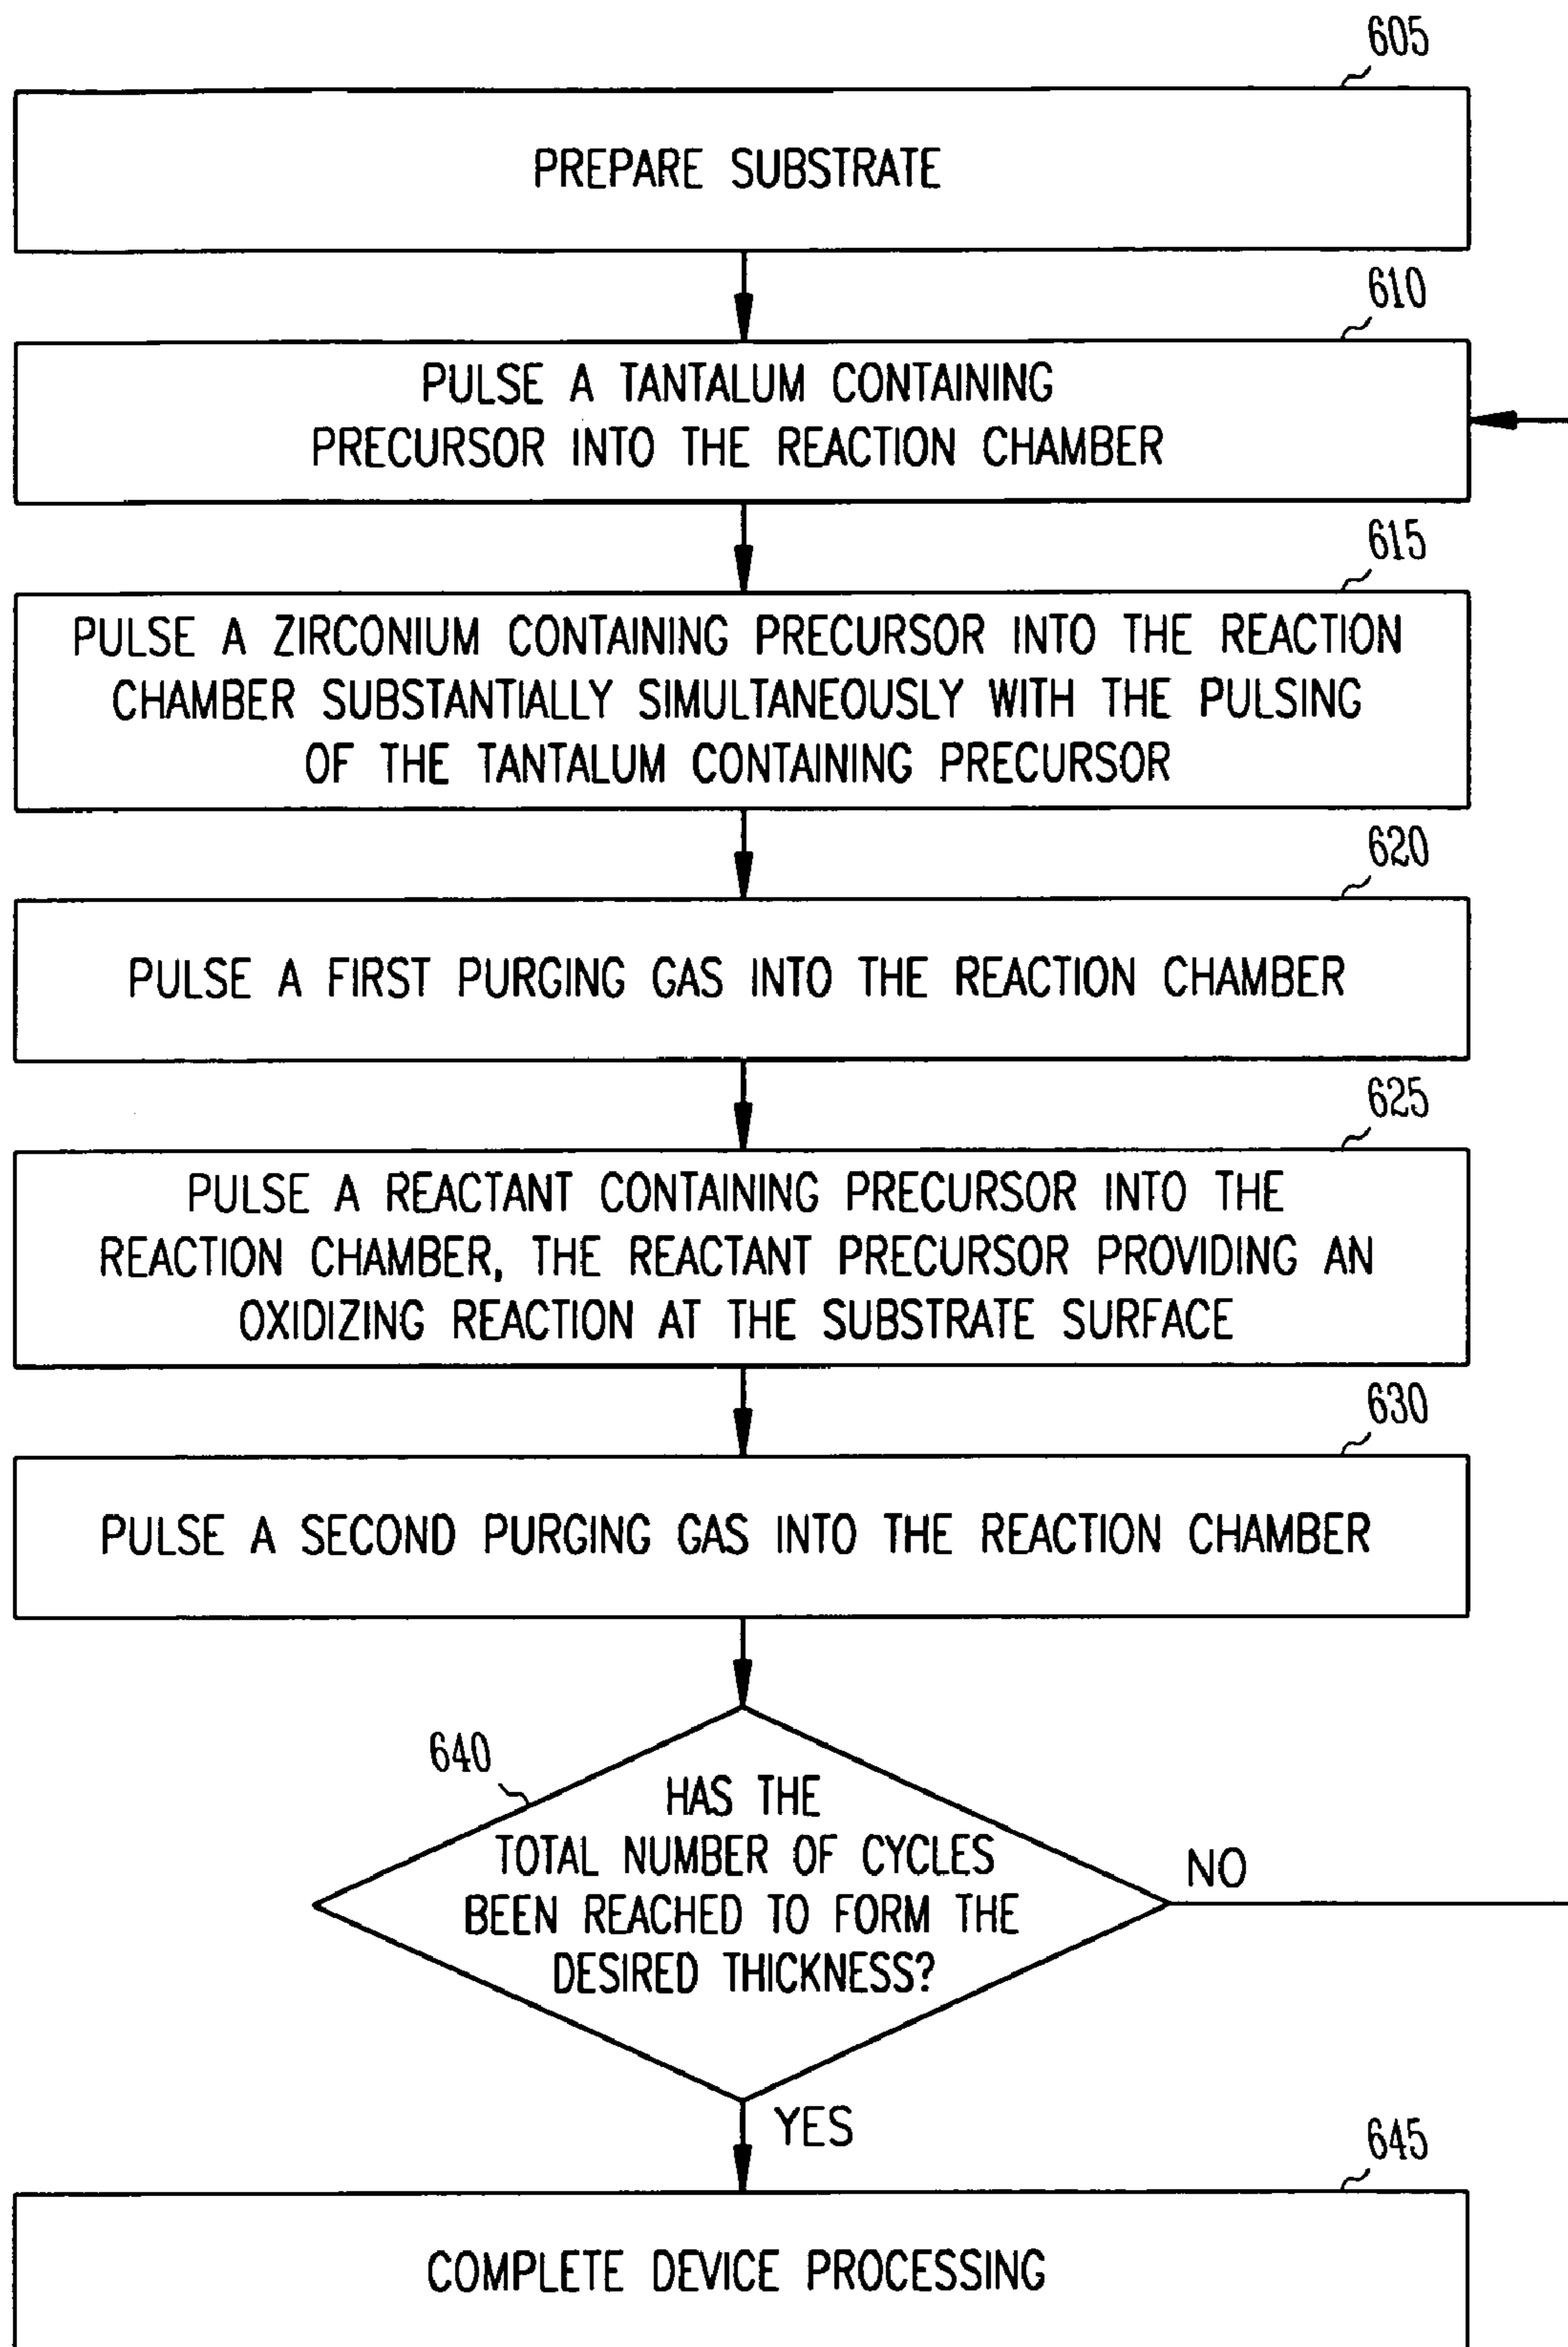 605
PREPARE SUBSTRATE
610
PULSE A TANTALUM CONTAINING
PRECURSOR INTO THE REACTION CHAMBER
615
PULSE A ZIRCONIUM CONTAINING PRECURSOR INTO THE REACTION
CHAMBER SUBSTANTIALLY SIMULTANEOUSLY WITH THE PULSING
OF THE TANTALUM CONTAINING PRECURSOR
620
PULSE A FIRST PURGING GAS INTO THE REACTION CHAMBER
625
PULSE A REACTANT CONTAINING PRECURSOR INTO THE
REACTION CHAMBER, THE REACTANT PRECURSOR PROVIDING AN
OXIDIZING REACTION AT THE SUBSTRATE SURFACE
630
PULSE A SECOND PURGING GAS INTO THE REACTION CHAMBER
640
HAS THE
TOTAL NUMBER OF CYCLES
BEEN REACHED TO FORM THE
DESIRED THICKNESS?
NO
YES
645
COMPLETE DEVICE PROCESSING